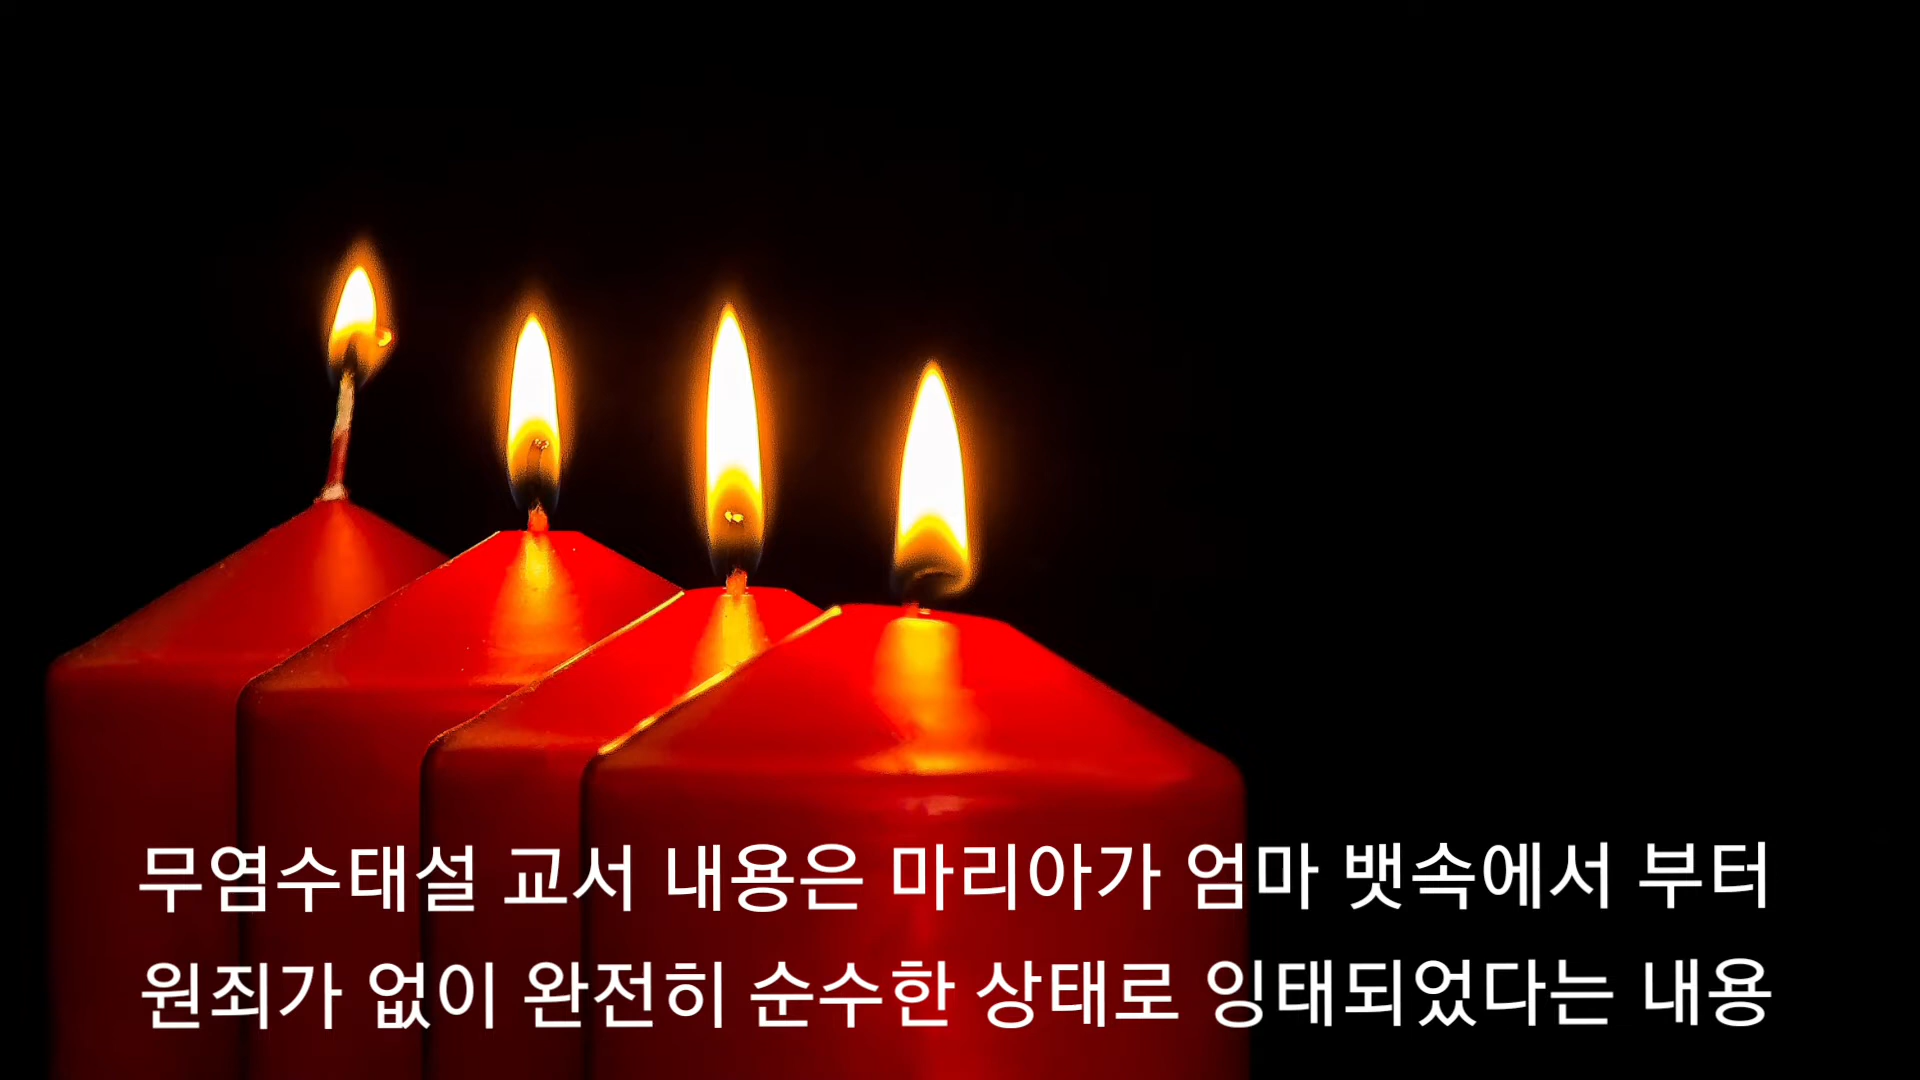 무염수태설 교서 내용은 마리아가 엄마 뱃속에서 부터
원죄가 없이 완전히 순수한 상태로 잉태되었다는 내용